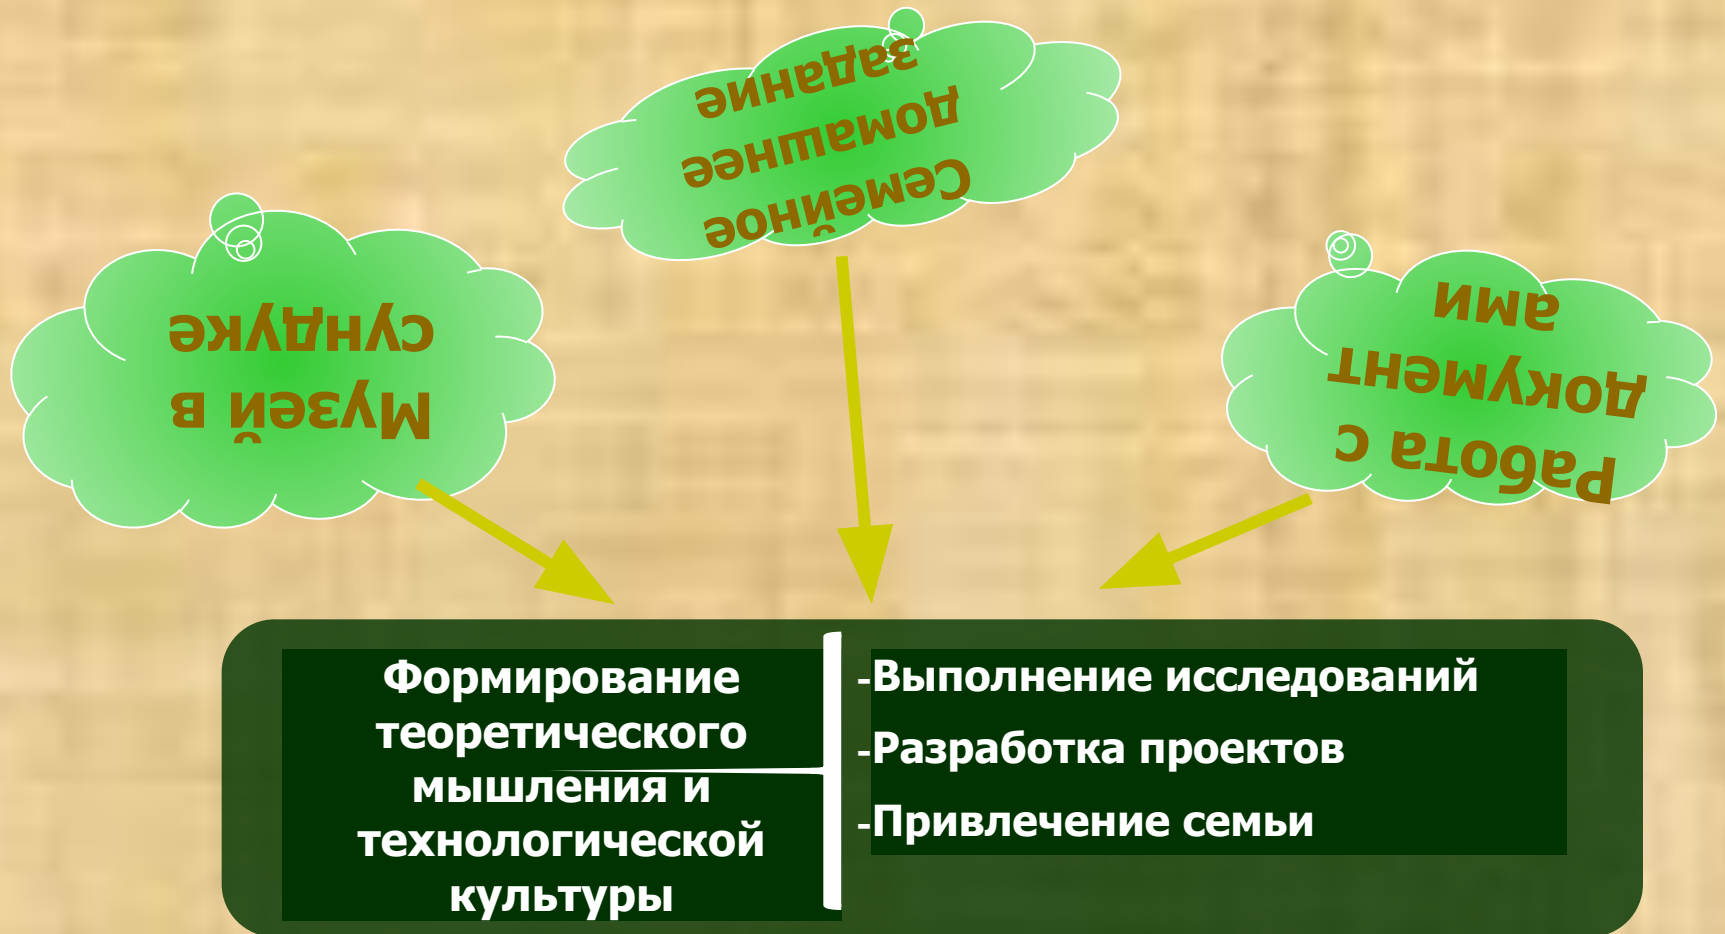 Музей в
сундуке
Семейное
домашнее
задание
Работа с
документ
ами
Формирование
теоретического
мышления и
технологической
культуры
-Выполнение исследований
-Разработка проектов
-Привлечение семьи